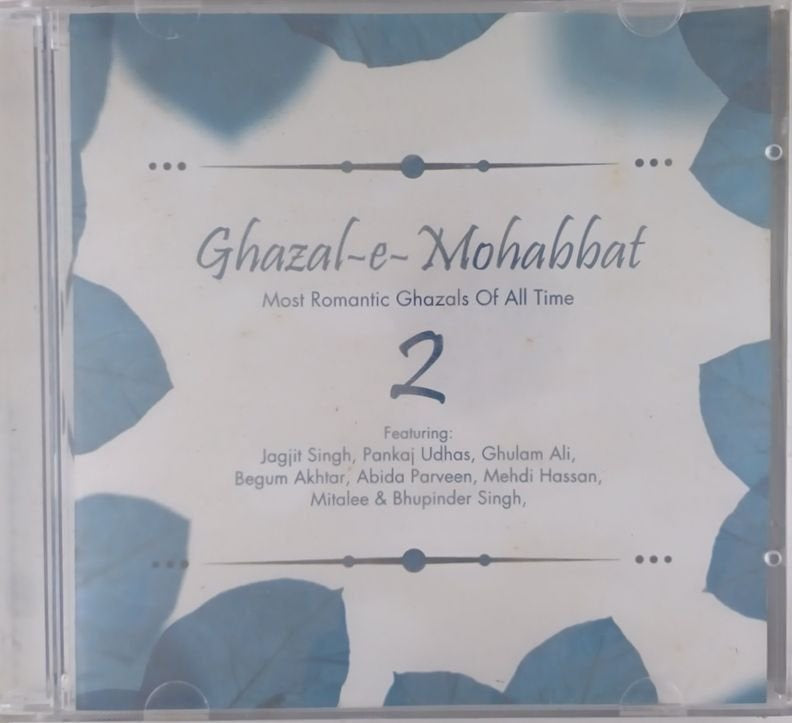 Ghazal~e~Mohabbat
Most Romantic Ghazals Of All Time
2
Featuring:
Jagjit Singh, Pankaj Udhas, Ghulam Ali,
Begum Akhtar, Abida Parveen, Mehdi Hassan,
Mitalee & Bhupinder Singh,